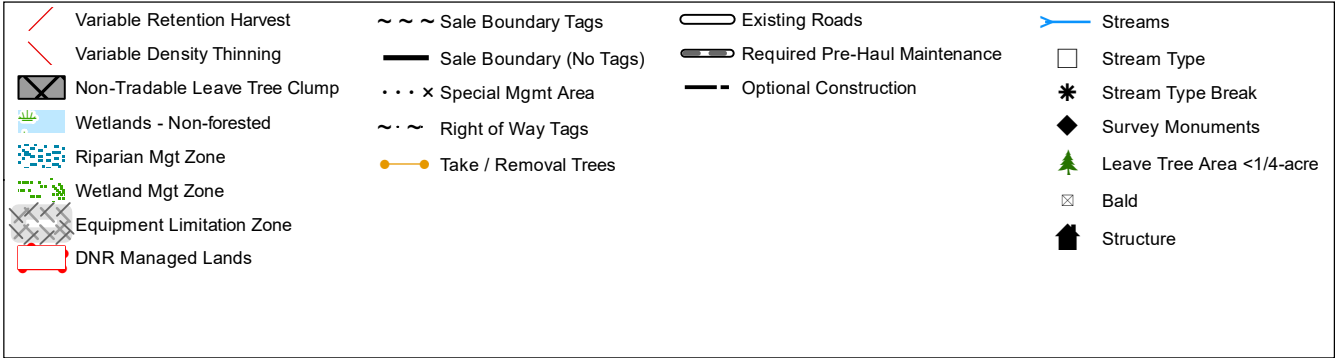 Variable Retention Harvest
Variable Density Thinning
Non-Tradable Leave Tree Clump
Wetlands - Non-forested
Riparian Mgt Zone
Wetland Mgt Zone
Equipment Limitation Zone
DNR Managed Lands
Sale Boundary Tags
Sale Boundary (No Tags)
Special Mgmt Area
Right of Way Tags
Take / Removal Trees
Existing Roads
Required Pre-Haul Maintenance
Optional Construction
Streams
Stream Type
Stream Type Break
Survey Monuments
Leave Tree Area <1/4-acre
Bald
Structure